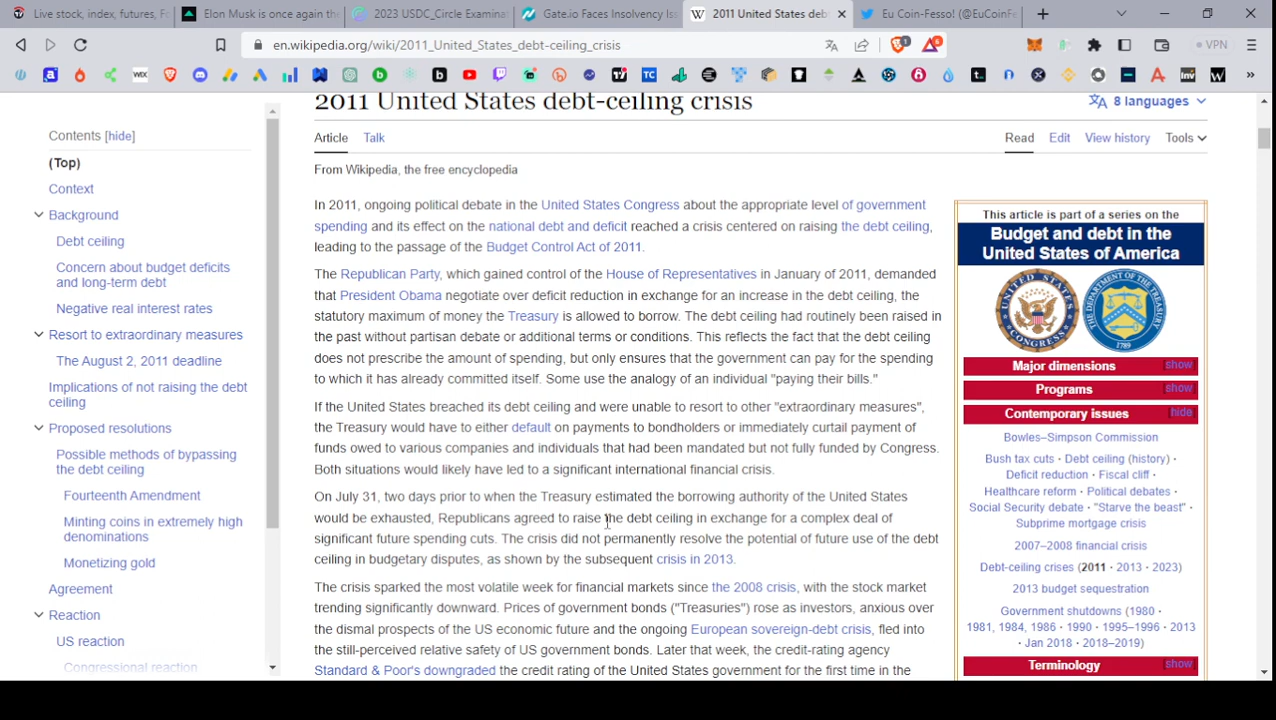 Live stock, index, futures, F
Elon Musk is once again the
2023 USDC_Circle Examinat
Gate.io Faces Insolvency Iss
2011 United States deb
Eu Coin-Fesso! (@EuCoinF
en.wikipedia.org/wiki/2011_United_States_debt-ceiling_crisis
VPN
2011 United States debt-ceiling crisis
8 languages
Article Talk
Read Edit View history Tools
From Wikipedia, the free encyclopedia
Contents [hide]
(Top)
Context
Background
Debt ceiling
Concern about budget deficits
and long-term debt
Negative real interest rates
Resort to extraordinary measures
The August 2, 2011 deadline
Implications of not raising the debt
ceiling
Proposed resolutions
Possible methods of bypassing
the debt ceiling
Fourteenth Amendment
Minting coins in extremely high
denominations
Monetizing gold
Agreement
Reaction
US reaction
Congressional reaction
In 2011, ongoing political debate in the United States Congress about the appropriate level of government
spending and its effect on the national debt and deficit reached a crisis centered on raising the debt ceiling,
leading to the passage of the Budget Control Act of 2011.
The Republican Party, which gained control of the House of Representatives in January of 2011, demanded
that President Obama negotiate over deficit reduction in exchange for an increase in the debt ceiling, the
statutory maximum of money the Treasury is allowed to borrow. The debt ceiling had routinely been raised in
the past without partisan debate or additional terms or conditions. This reflects the fact that the debt ceiling
does not prescribe the amount of spending, but only ensures that the government can pay for the spending
to which it has already committed itself. Some use the analogy of an individual "paying their bills."
If the United States breached its debt ceiling and were unable to resort to other "extraordinary measures",
the Treasury would have to either default on payments to bondholders or immediately curtail payment of
funds owed to various companies and individuals that had been mandated but not fully funded by Congress.
Both situations would likely have led to a significant international financial crisis.
On July 31, two days prior to when the Treasury estimated the borrowing authority of the United States
would be exhausted, Republicans agreed to raise the debt ceiling in exchange for a complex deal of
significant future spending cuts. The crisis did not permanently resolve the potential of future use of the debt
ceiling in budgetary disputes, as shown by the subsequent crisis in 2013.
The crisis sparked the most volatile week for financial markets since the 2008 crisis, with the stock market
trending significantly downward. Prices of government bonds ("Treasuries") rose as investors, anxious over
the dismal prospects of the US economic future and the ongoing European sovereign-debt crisis, fled into
the still-perceived relative safety of US government bonds. Later that week, the credit-rating agency
Standard & Poor's downgraded the credit rating of the United States government for the first time in the
This article is part of a series on the
Budget and debt in the
United States of America
Major dimensions show
Programs show
Contemporary issues hide
Bowles–Simpson Commission
Bush tax cuts · Debt ceiling (history) ·
Deficit reduction · Fiscal cliff ·
Healthcare reform · Political debates ·
Social Security debate · "Starve the beast" ·
Subprime mortgage crisis
2007–2008 financial crisis
Debt-ceiling crises (2011 · 2013 · 2023)
2013 budget sequestration
Government shutdowns (1980 ·
1981, 1984, 1986 · 1990 · 1995–1996 · 2013
· Jan 2018 · 2018–2019)
Terminology show